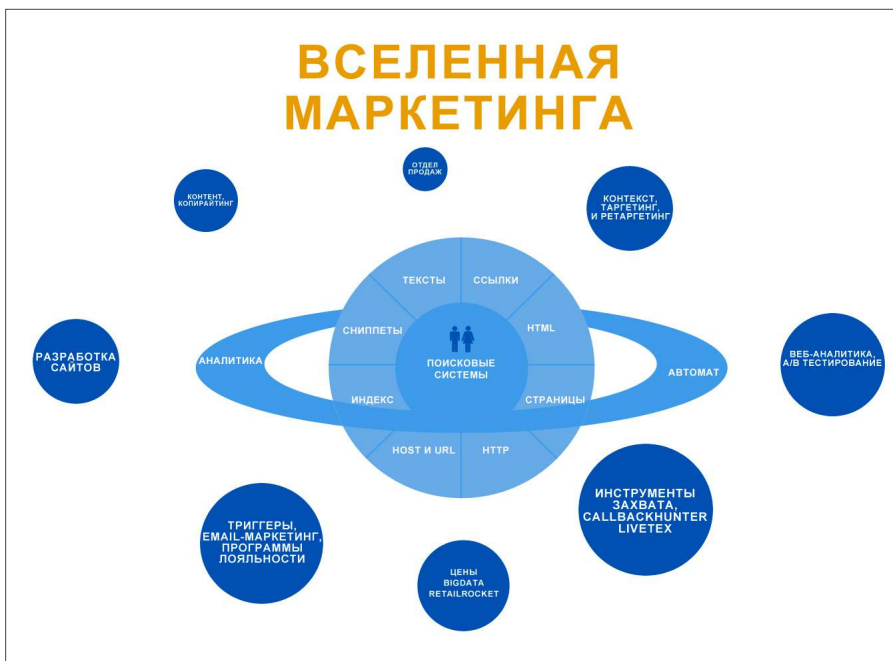 ВСЕЛЕННАЯ
МАРКЕТИНГА
ОТДЕЛ
ПРОДАЖ
КОНТЕНТ,
КОПИРАЙТИНГ
КОНТЕКСТ,
ТАРГЕТИНГ,
И РЕТАРГЕТИНГ
ТЕКСТЫ
ССЫЛКИ
СНИППЕТЫ
HTML
РАЗРАБОТКА
САЙТОВ
АНАЛИТИКА
ПОИСКОВЫЕ
СИСТЕМЫ
АВТОМАТ
ВЕБ-АНАЛИТИКА,
А/В ТЕСТИРОВАНИЕ
ИНДЕКС
СТРАНИЦЫ
HOST И URL
HTTP
ТРИГГЕРЫ,
EMAIL-МАРКЕТИНГ,
ПРОГРАММЫ
ЛОЯЛЬНОСТИ
ИНСТРУМЕНТЫ
ЗАХВАТА,
CALLBACKHUNTER
LIVETEX
ЦЕНЫ
BIGDATA
RETAILROCKET